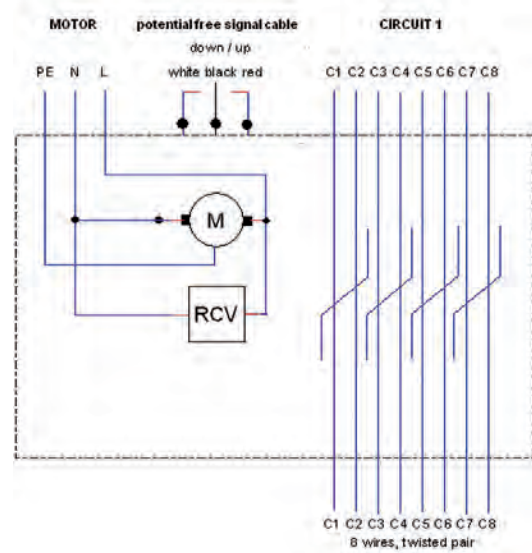 MOTOR potential free signal cable CIRCUIT 1
down / up
PE N L white black red C1 C2 C3 C4 C5 C6 C7 C8
M
RCV
C1 C2 C3 C4 C5 C6 C7 C8
8 wires, twisted pair